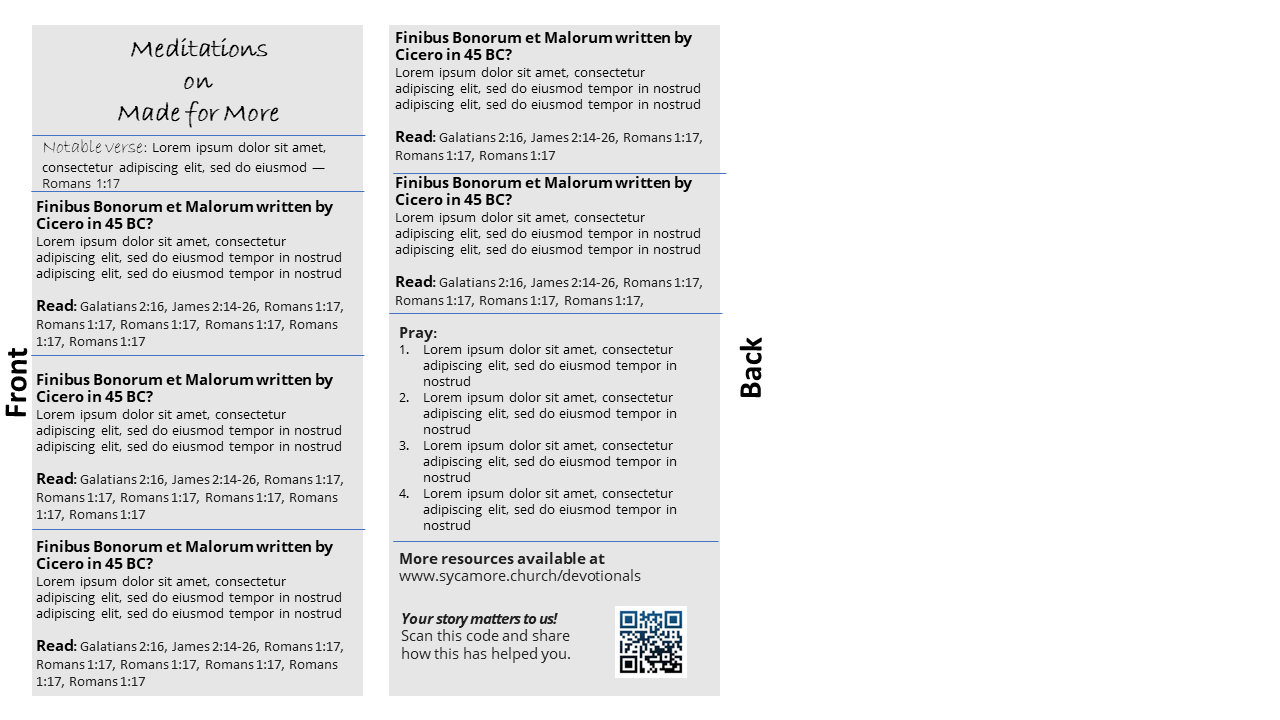 Front
Meditations
on
Made for More
Notable verse: Lorem ipsum dolor sit amet,
consectetur adipiscing elit, sed do eiusmod —
Romans 1:17
Finibus Bonorum et Malorum written by
Cicero in 45 BC?
Lorem ipsum dolor sit amet, consectetur
adipiscing elit, sed do eiusmod tempor in nostrud
adipiscing elit, sed do eiusmod tempor in nostrud
Read: Galatians 2:16, James 2:14-26, Romans 1:17,
Romans 1:17, Romans 1:17, Romans 1:17, Romans
1:17, Romans 1:17
Finibus Bonorum et Malorum written by
Cicero in 45 BC?
Lorem ipsum dolor sit amet, consectetur
adipiscing elit, sed do eiusmod tempor in nostrud
adipiscing elit, sed do eiusmod tempor in nostrud
Read: Galatians 2:16, James 2:14-26, Romans 1:17,
Romans 1:17, Romans 1:17, Romans 1:17, Romans
1:17, Romans 1:17
Finibus Bonorum et Malorum written by
Cicero in 45 BC?
Lorem ipsum dolor sit amet, consectetur
adipiscing elit, sed do eiusmod tempor in nostrud
adipiscing elit, sed do eiusmod tempor in nostrud
Read: Galatians 2:16, James 2:14-26, Romans 1:17,
Romans 1:17, Romans 1:17, Romans 1:17, Romans
1:17, Romans 1:17
Finibus Bonorum et Malorum written by
Cicero in 45 BC?
Lorem ipsum dolor sit amet, consectetur
adipiscing elit, sed do eiusmod tempor in nostrud
adipiscing elit, sed do eiusmod tempor in nostrud
Read: Galatians 2:16, James 2:14-26, Romans 1:17,
Romans 1:17, Romans 1:17
Finibus Bonorum et Malorum written by
Cicero in 45 BC?
Lorem ipsum dolor sit amet, consectetur
adipiscing elit, sed do eiusmod tempor in nostrud
adipiscing elit, sed do eiusmod tempor in nostrud
Read: Galatians 2:16, James 2:14-26, Romans 1:17,
Romans 1:17, Romans 1:17, Romans 1:17,
Pray:
1. Lorem ipsum dolor sit amet, consectetur
adipiscing elit, sed do eiusmod tempor in
nostrud
2. Lorem ipsum dolor sit amet, consectetur
adipiscing elit, sed do eiusmod tempor in
nostrud
3. Lorem ipsum dolor sit amet, consectetur
adipiscing elit, sed do eiusmod tempor in
nostrud
4. Lorem ipsum dolor sit amet, consectetur
adipiscing elit, sed do eiusmod tempor in
nostrud
More resources available at
www.sycamore.church/devotionals
Your story matters to us!
Scan this code and share
how this has helped you.
Back